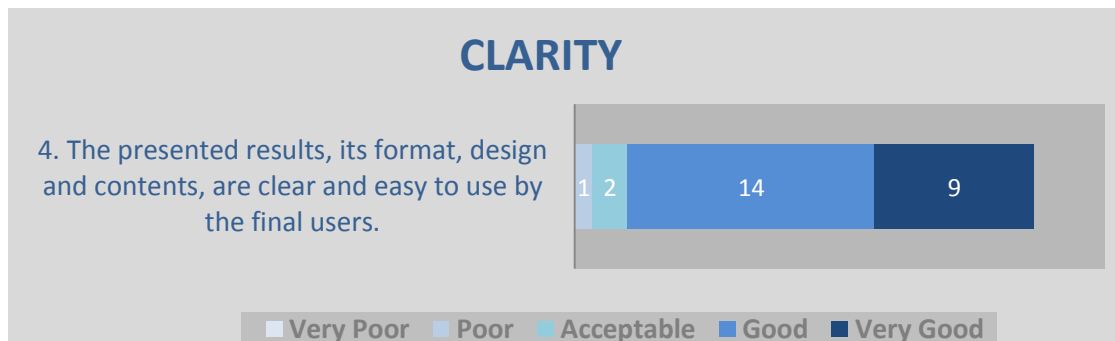 CLARITY
4. The presented results, its format, design
and contents, are clear and easy to use by
the final users.
1 2 14 9
Very Poor Poor Acceptable Good Very Good